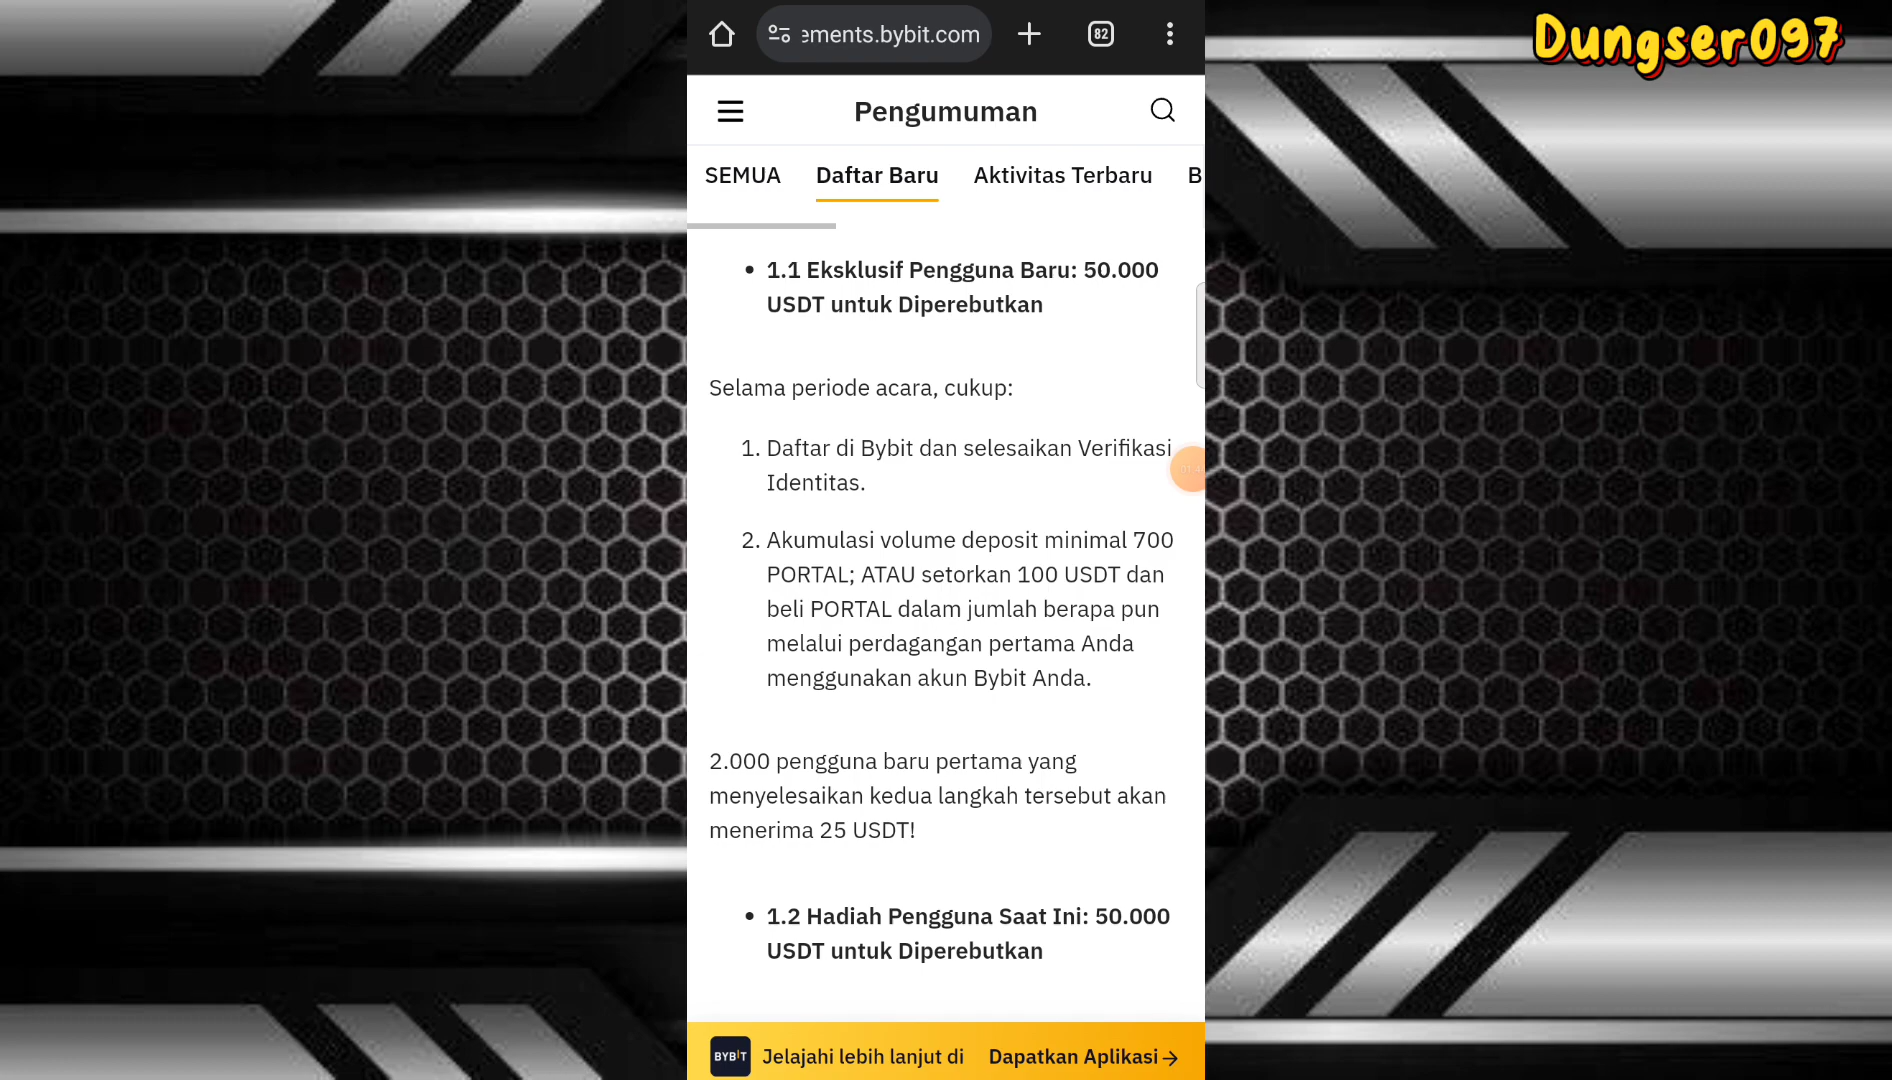 Dungser097
ements.bybit.com
82
Pengumuman
SEMUA
Daftar Baru
Aktivitas Terbaru
B
• 1.1 Eksklusif Pengguna Baru: 50.000
USDT untuk Diperebutkan
Selama periode acara, cukup:
1. Daftar di Bybit dan selesaikan Verifikasi
Identitas.
2. Akumulasi volume deposit minimal 700
PORTAL; ATAU setorkan 100 USDT dan
beli PORTAL dalam jumlah berapa pun
melalui perdagangan pertama Anda
menggunakan akun Bybit Anda.
2.000 pengguna baru pertama yang
menyelesaikan kedua langkah tersebut akan
menerima 25 USDT!
• 1.2 Hadiah Pengguna Saat Ini: 50.000
USDT untuk Diperebutkan
BYBIT
Jelajahi lebih lanjut di
Dapatkan Aplikasi